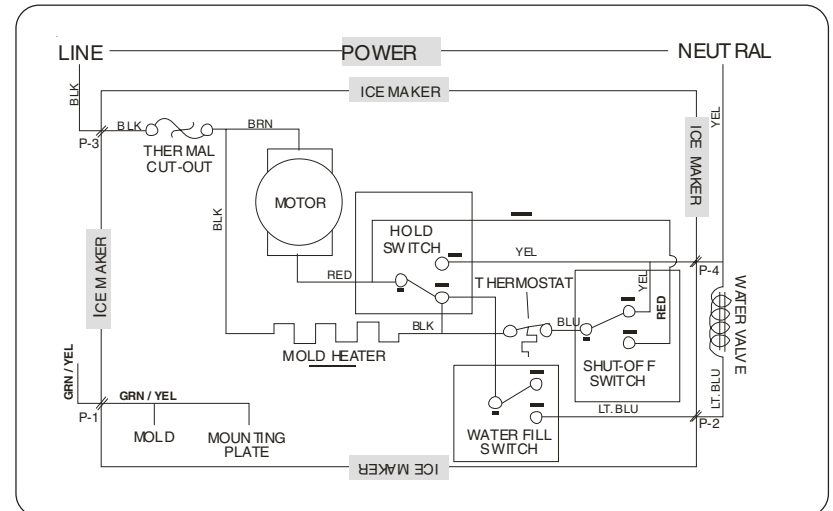 LINE POWER NEUTRAL
ICE MAKER
BLK
YEL
P-3
BLK
BRN
THERMAL
CUT-OUT
ICE MAKER
MOTOR
BLK
HOLD
SWITCH
YEL
P-4
RED
THERMOSTAT
YEL
RED
ICE MAKER
BLK
BLU
WATER VALVE
MOLD HEATER
SHUT-OFF
SWITCH
GRN / YEL
GRN / YEL
LT. BLU
LT. BLU
P-1
P-2
MOLD
MOUNTING
PLATE
WATER FILL
SWITCH
ICE MAKER